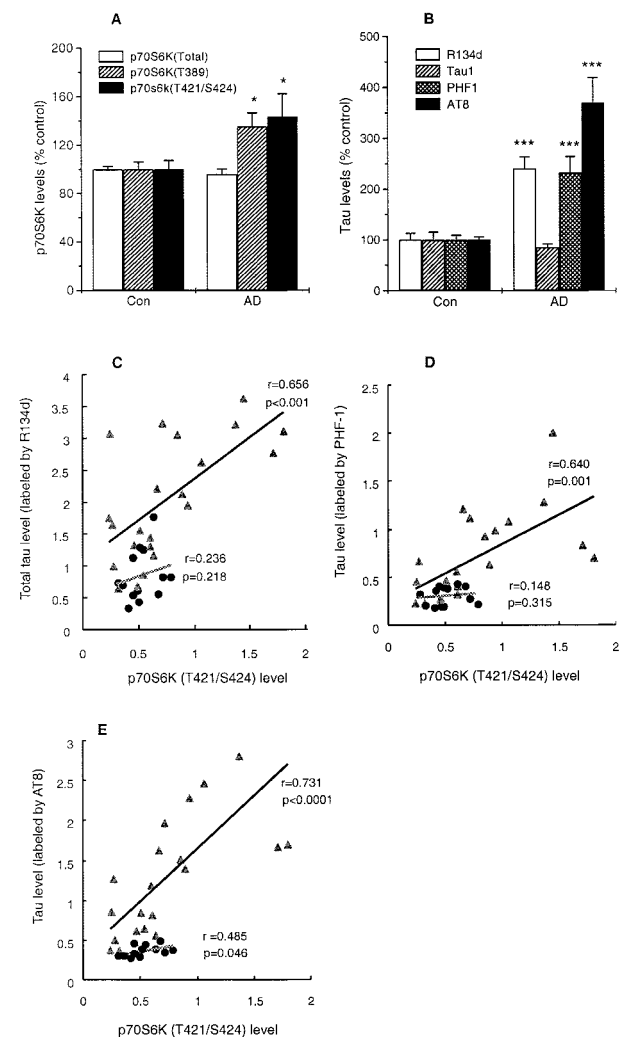 A
p70S6K levels (% control)
200
160
120
80
40
0
p70S6K(Total)
p70S6K(T389)
p70s6k(T421/S424)
*
*
Con
AD
B
Tau levels (% control)
500
400
300
200
100
0
R134d
Tau1
PHF1
AT8
***
***
***
Con
AD
C
Total tau level (labeled by R134d)
4
3.5
3
2.5
2
1.5
1
0.5
0
r=0.656
p<0.001
r=0.236
p=0.218
0
0.5
1
1.5
2
p70S6K (T421/S424) level
D
Tau level (labeled by PHF-1)
2.5
2
1.5
1
0.5
0
r=0.640
p=0.001
r=0.148
p=0.315
0
0.5
1
1.5
2
p70S6K (T421/S424) level
E
Tau level (labeled by AT8)
3
2.5
2
1.5
1
0.5
0
r=0.731
p<0.0001
r =0.485
p=0.046
0
0.5
1
1.5
2
p70S6K (T421/S424) level